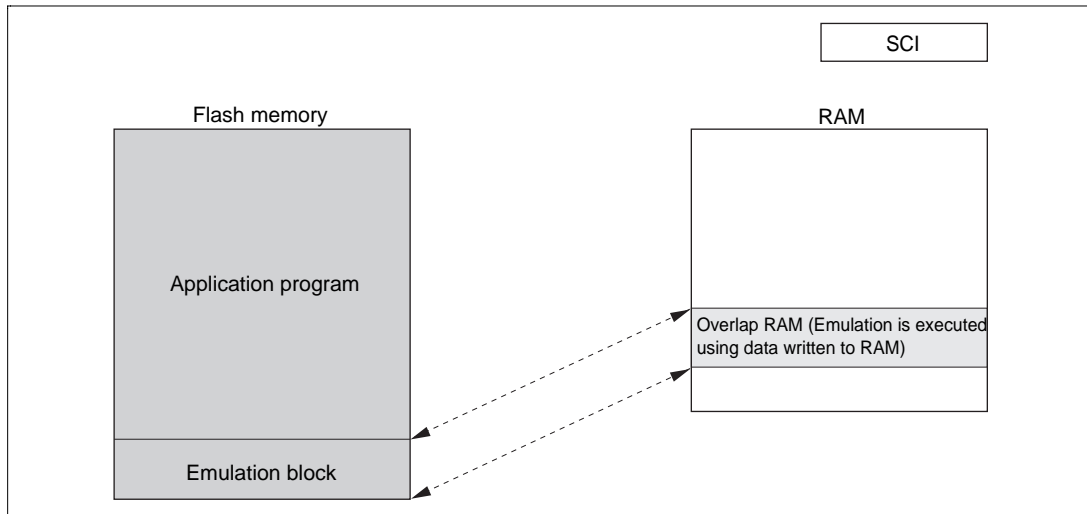 SCI
Flash memory
RAM
Application program
Overlap RAM (Emulation is executed
using data written to RAM)
Emulation block